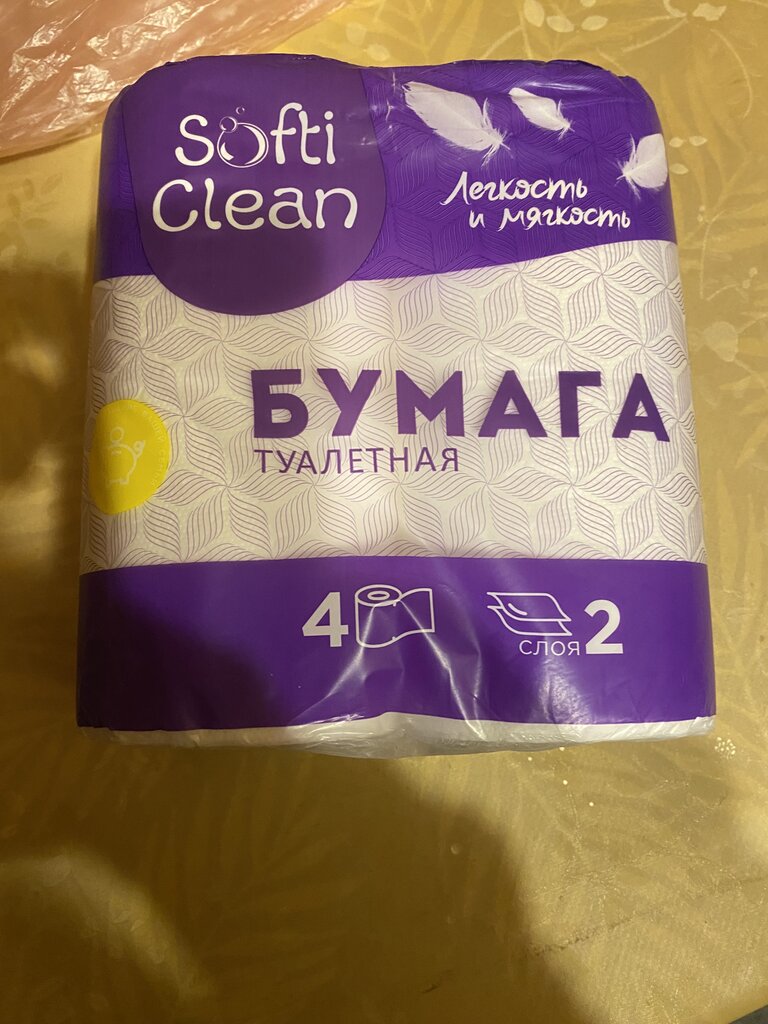 Softi
Clean
Легкость
и мягкость
БУМАГА
ТУАЛЕТНАЯ
4
СЛОЯ 2